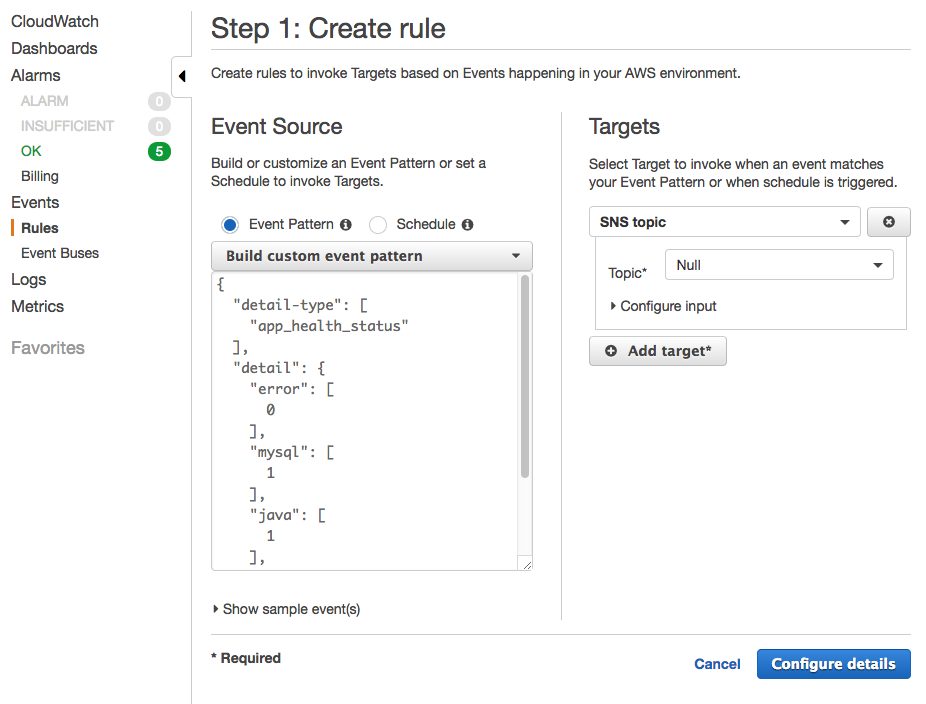 CloudWatch
Dashboards
Alarms
ALARM 0
INSUFFICIENT 0
OK 5
Billing
Events
Rules
Event Buses
Logs
Metrics
Favorites
Step 1: Create rule
Create rules to invoke Targets based on Events happening in your AWS environment.
Event Source
Build or customize an Event Pattern or set a
Schedule to invoke Targets.
Event Pattern Schedule
Build custom event pattern
{
  "detail-type": [
    "app_health_status"
  ],
  "detail": {
    "error": [
      0
    ],
    "mysql": [
      1
    ],
    "java": [
      1
    ],
Show sample event(s)
Targets
Select Target to invoke when an event matches
your Event Pattern or when schedule is triggered.
SNS topic
Topic* Null
Configure input
Add target*
* Required
Cancel Configure details